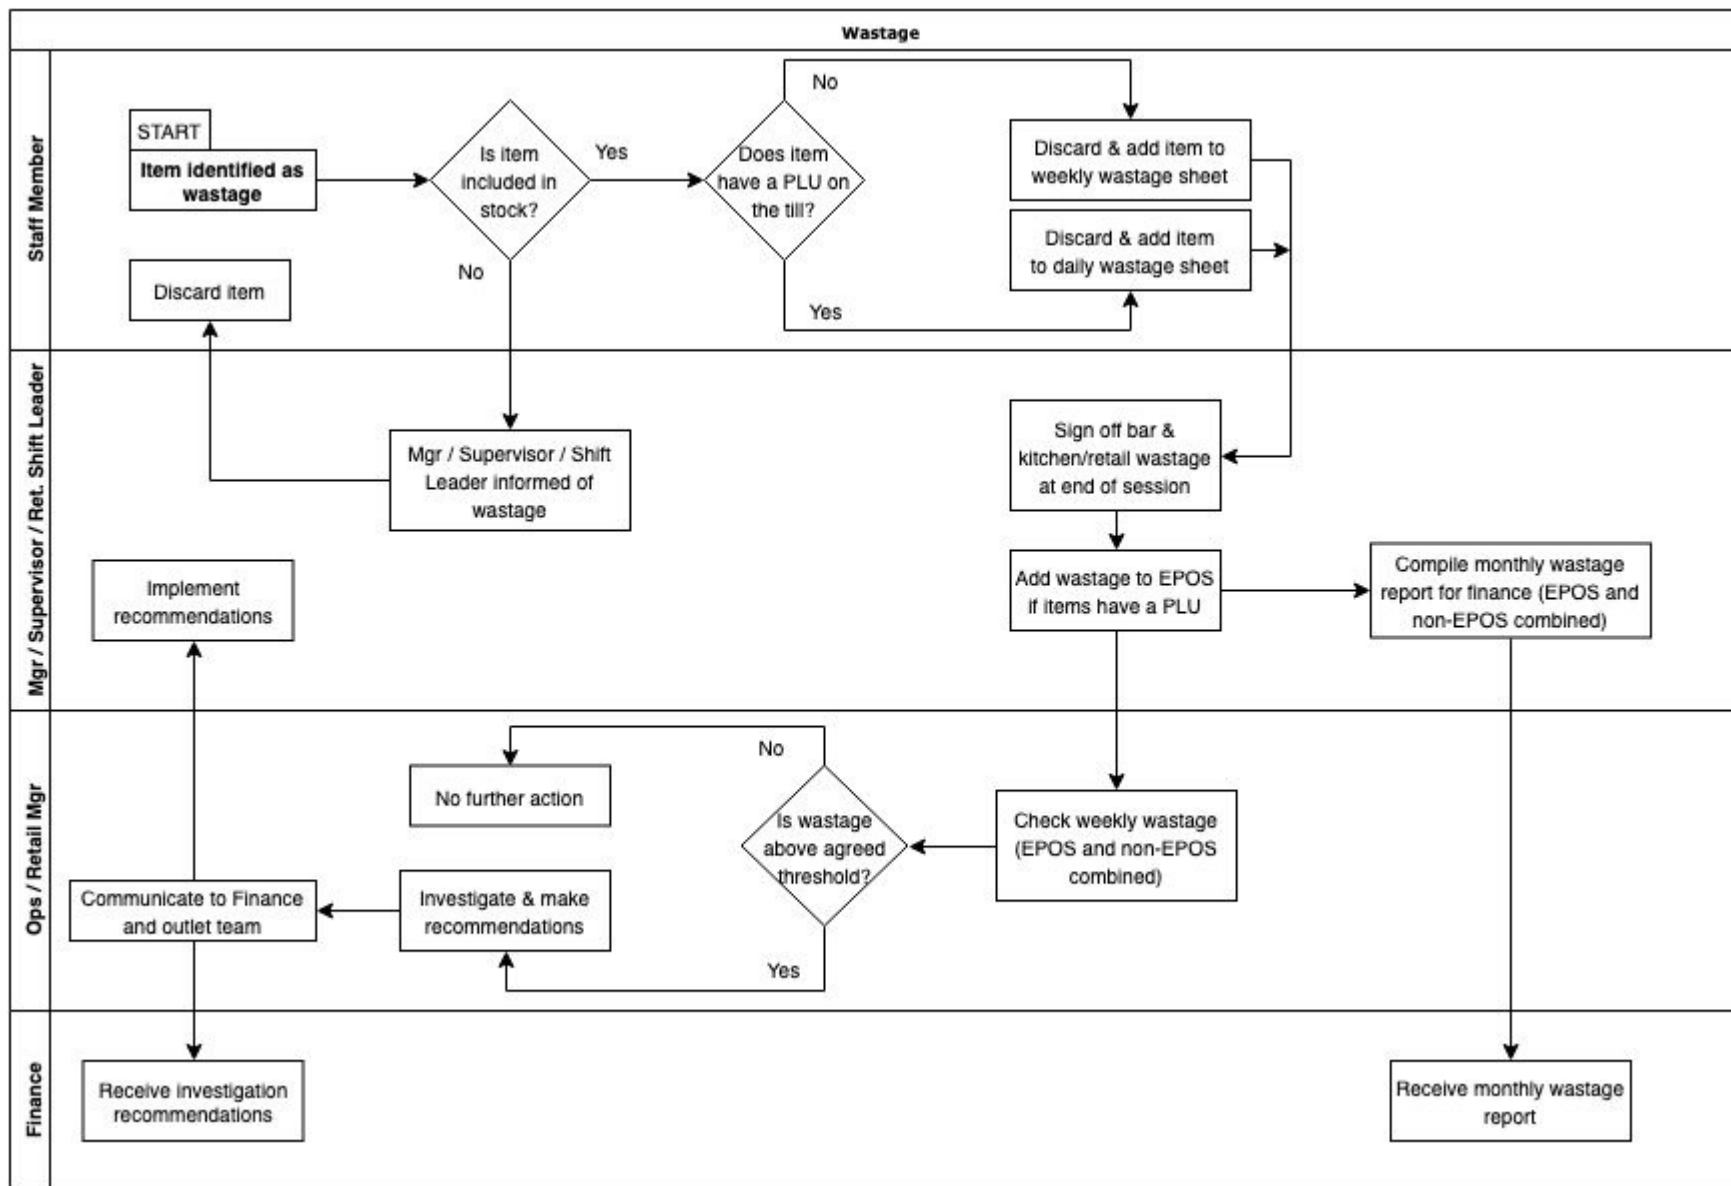 Wastage
Staff Member
START
Item identified as
wastage
Is item
included in
stock?
Yes
No
Does item
have a PLU on
the till?
No
Yes
Discard & add item to
weekly wastage sheet
Discard & add item
to daily wastage sheet
Discard item
Mgr / Supervisor / Ret. Shift Leader
Mgr / Supervisor / Shift
Leader informed of
wastage
Sign off bar &
kitchen/retail wastage
at end of session
Implement
recommendations
Add wastage to EPOS
if items have a PLU
Compile monthly wastage
report for finance (EPOS and
non-EPOS combined)
Ops / Retail Mgr
No
No further action
Is wastage
above agreed
threshold?
Check weekly wastage
(EPOS and non-EPOS
combined)
Communicate to Finance
and outlet team
Investigate & make
recommendations
Yes
Finance
Receive investigation
recommendations
Receive monthly wastage
report